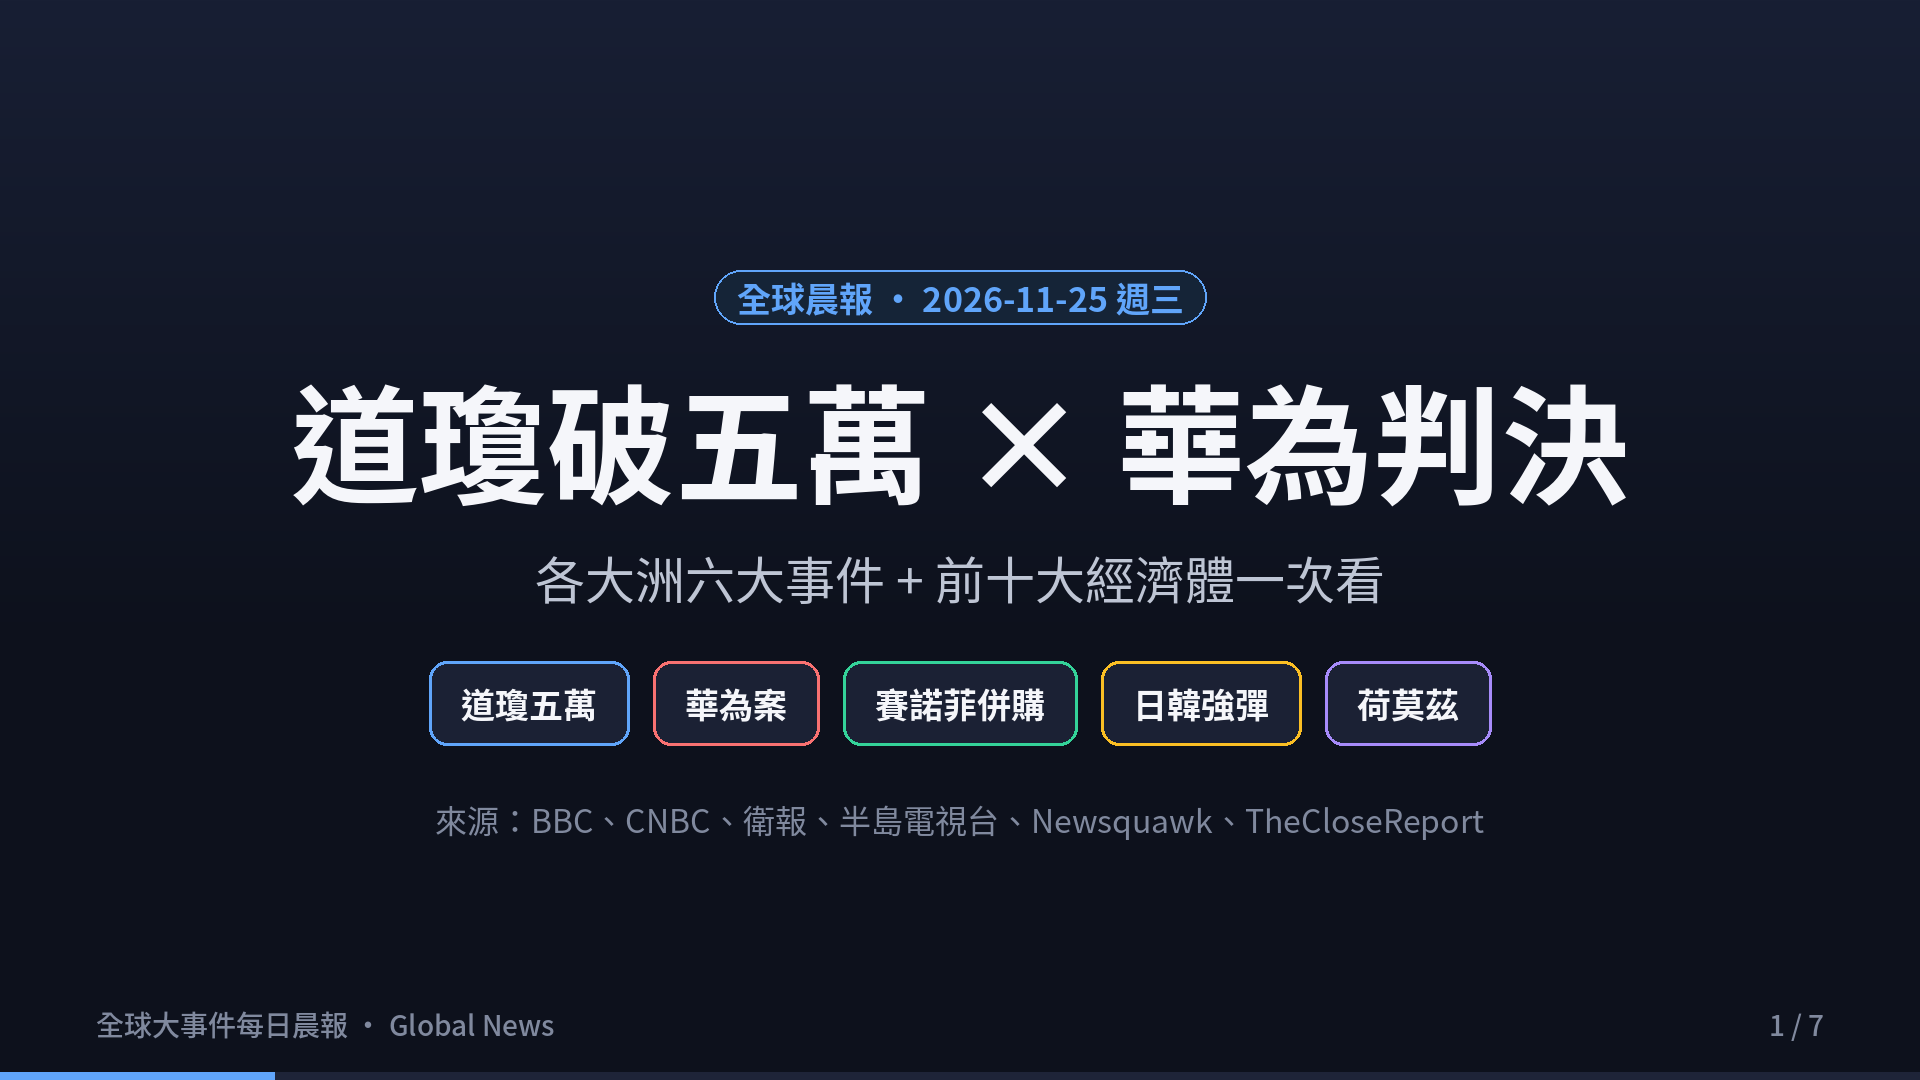 全球晨報 • 2026-11-25 週三
道瓊破五萬 × 華為判決
各大洲六大事件 + 前十大經濟體一次看
道瓊五萬 華為案 賽諾菲併購 日韓強彈 荷莫茲
來源：BBC、CNBC、衛報、半島電視台、Newsquawk、TheCloseReport
全球大事件每日晨報 • Global News
1 / 7